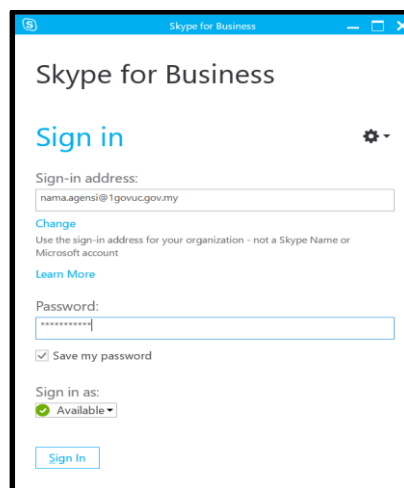 Skype for Business
Skype for Business
Sign in
Sign-in address:
nama.agensi@1govuc.gov.my
Change
Use the sign-in address for your organization - not a Skype Name or
Microsoft account
Learn More
Password:
***********
Save my password
Sign in as:
Available
Sign In